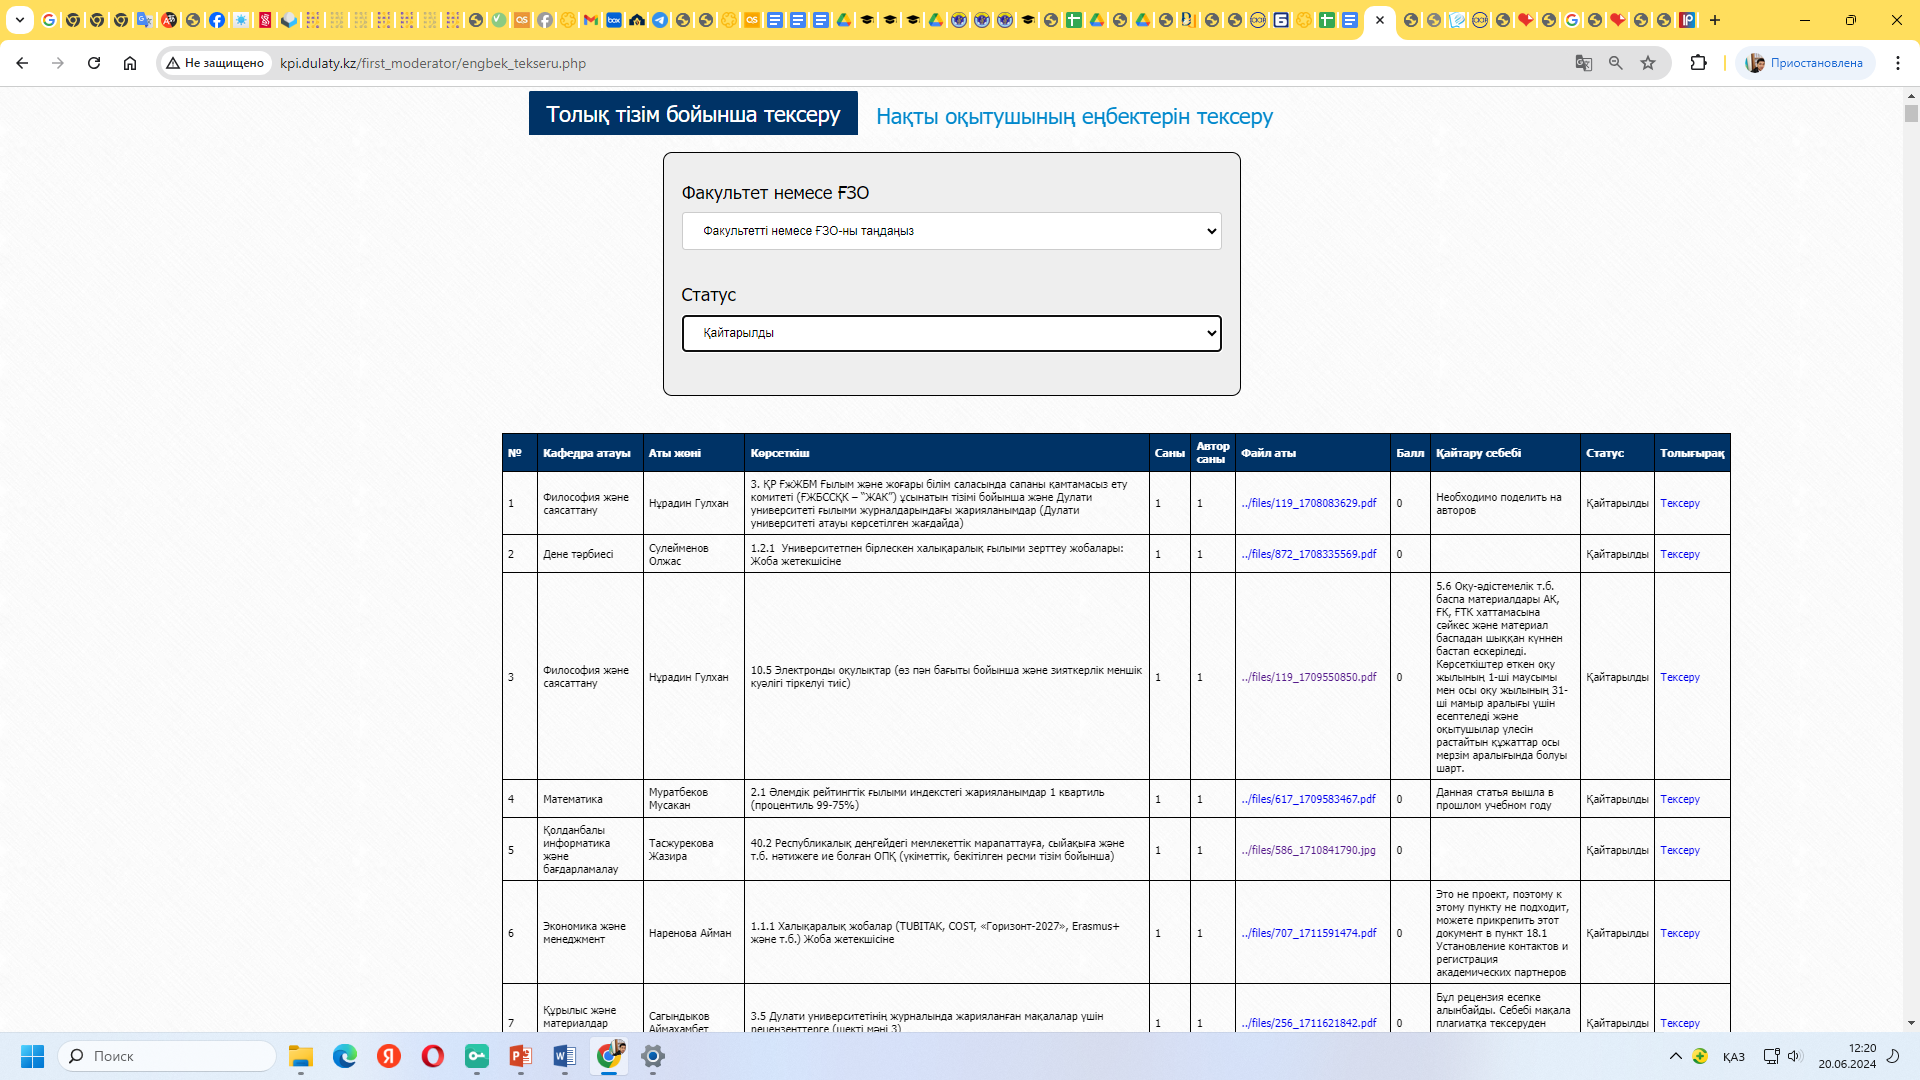 Не защищено
kpi.dulaty.kz/first_moderator/engbek_tekseru.php
Приостановлена
Толық тізім бойынша тексеру
Нақты оқытушының еңбектерін тексеру
Факультет немесе ҒЗО
Факультетті немесе ҒЗО-ны таңдаңыз
Статус
Қайтарылды
№ Кафедра атауы Аты жөні Көрсеткіш Саны Автор саны Файл аты Балл Қайтару себебі Статус Толығырақ
1
Философия және
саясаттану
Нұрадин Гулхан
3. ҚР ҒжЖБМ Ғылым және жоғары білім саласында сапаны қамтамасыз ету
комитеті (ҒЖБССҚК – “ЖАК”) ұсынатын тізімі бойынша және Дулати
университеті ғылыми журналдарындағы жарияланымдар (Дулати
университеті атауы көрсетілген жағдайда)
1
1
../files/119_1708083629.pdf
0
Необходимо поделить на
авторов
Қайтарылды
Тексеру
2
Дене тәрбиесі
Сулейменов
Олжас
1.2.1 Университетпен бірлескен халықаралық ғылыми зерттеу жобалары:
Жоба жетекшісіне
1
1
../files/872_1708335569.pdf
0
Қайтарылды
Тексеру
3
Философия және
саясаттану
Нұрадин Гулхан
10.5 Электронды оқулықтар (өз пән бағыты бойынша және зияткерлік меншік
куәлігі тіркелуі тиіс)
1
1
../files/119_1709550850.pdf
0
5.6 Оқу-әдістемелік т.б.
баспа материалдары АК,
ҒК, ҒТК хаттамасына
сәйкес және материал
баспадан шыққан күннен
бастап ескеріледі.
Көрсеткіштер өткен оқу
жылының 1-ші маусымы
мен осы оқу жылының 31-
ші мамыр аралығы үшін
есептеледі және
оқытушылар үлесін
растайтын құжаттар осы
мерзім аралығында болуы
шарт.
Қайтарылды
Тексеру
4
Математика
Муратбеков
Мусакан
2.1 Әлемдік рейтингтік ғылыми индекстегі жарияланымдар 1 квартиль
(процентиль 99-75%)
1
1
../files/617_1709583467.pdf
0
Данная статья вышла в
прошлом учебном году
Қайтарылды
Тексеру
5
Қолданбалы
информатика
және
бағдарламалау
Тасжурекова
Жазира
40.2 Республикалық деңгейдегі мемлекеттік марапаттауға, сыйақыға және
т.б. нәтижеге ие болған ОПҚ (үкіметтік, бекітілген ресми тізім бойынша)
1
1
../files/586_1710841790.jpg
0
Қайтарылды
Тексеру
6
Экономика және
менеджмент
Наренова Айман
1.1.1 Халықаралық жобалар (TUBITAK, COST, «Горизонт-2027», Erasmus+
және т.б.) Жоба жетекшісіне
1
1
../files/707_1711591474.pdf
0
Это не проект, поэтому к
этому пункту не подходит,
можете прикрепить этот
документ в пункт 18.1
Установление контактов и
регистрация
академических партнеров
Қайтарылды
Тексеру
7
Құрылыс және
материалдар
Сагындыков
Аймахамбет
3.5 Дулати университетінің журналында жарияланған мақалалар үшін
рецензенттерге (шекті мәні 3)
1
1
../files/256_1711621842.pdf
0
Бұл рецензия есепке
алынбайды. Себебі мақала
плагиатқа тексеруден
Қайтарылды
Тексеру
Поиск
ҚАЗ
12:20
20.06.2024